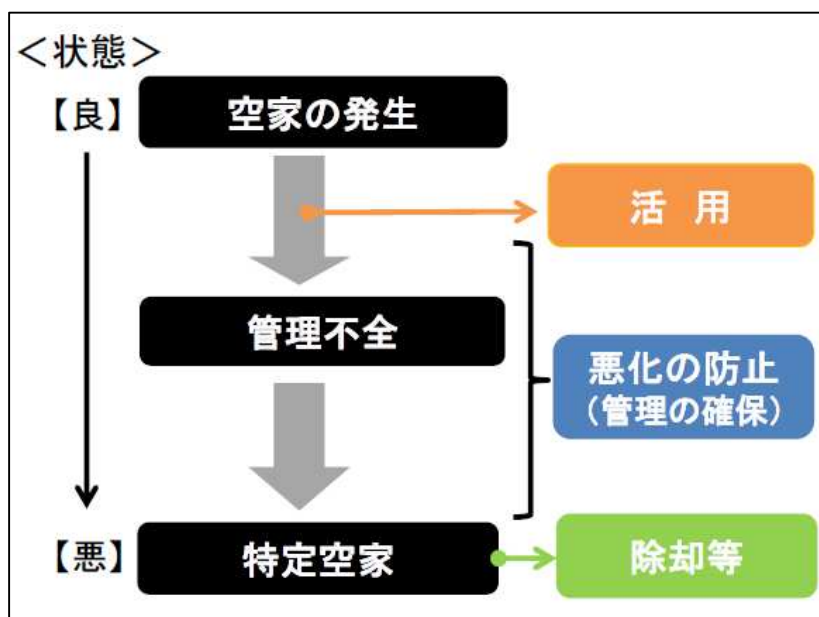 ＜状態＞
【良】
空家の発生
活　用
管理不全
悪化の防止
（管理の確保）
【悪】
特定空家
除却等